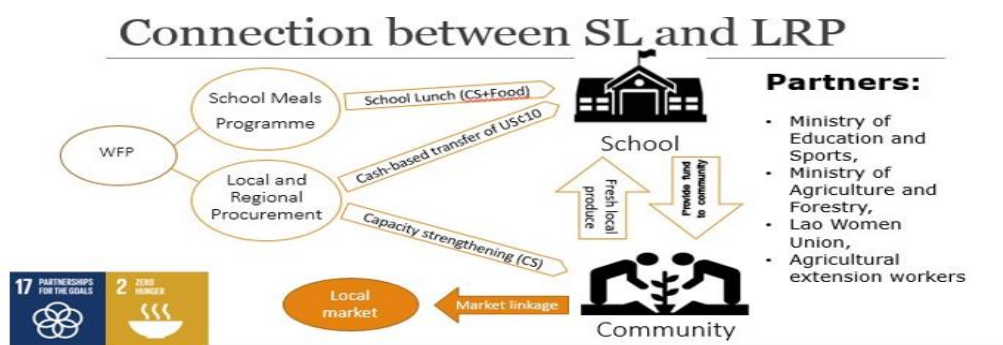 Connection between SL and LRP
School Meals
Programme
WFP
Local and
Regional
Procurement
School Lunch (CS+Food)
Cash-based transfer of US¢10
Capacity strengthening (CS)
School
Fresh local
produce
Provide fund
to community
Community
Market linkage
Local
market
Partners:
• Ministry of
Education and
Sports,
• Ministry of
Agriculture and
Forestry,
• Lao Women
Union,
• Agricultural
extension workers
17 PARTNERSHIPS
FOR THE GOALS
2 ZERO
HUNGER